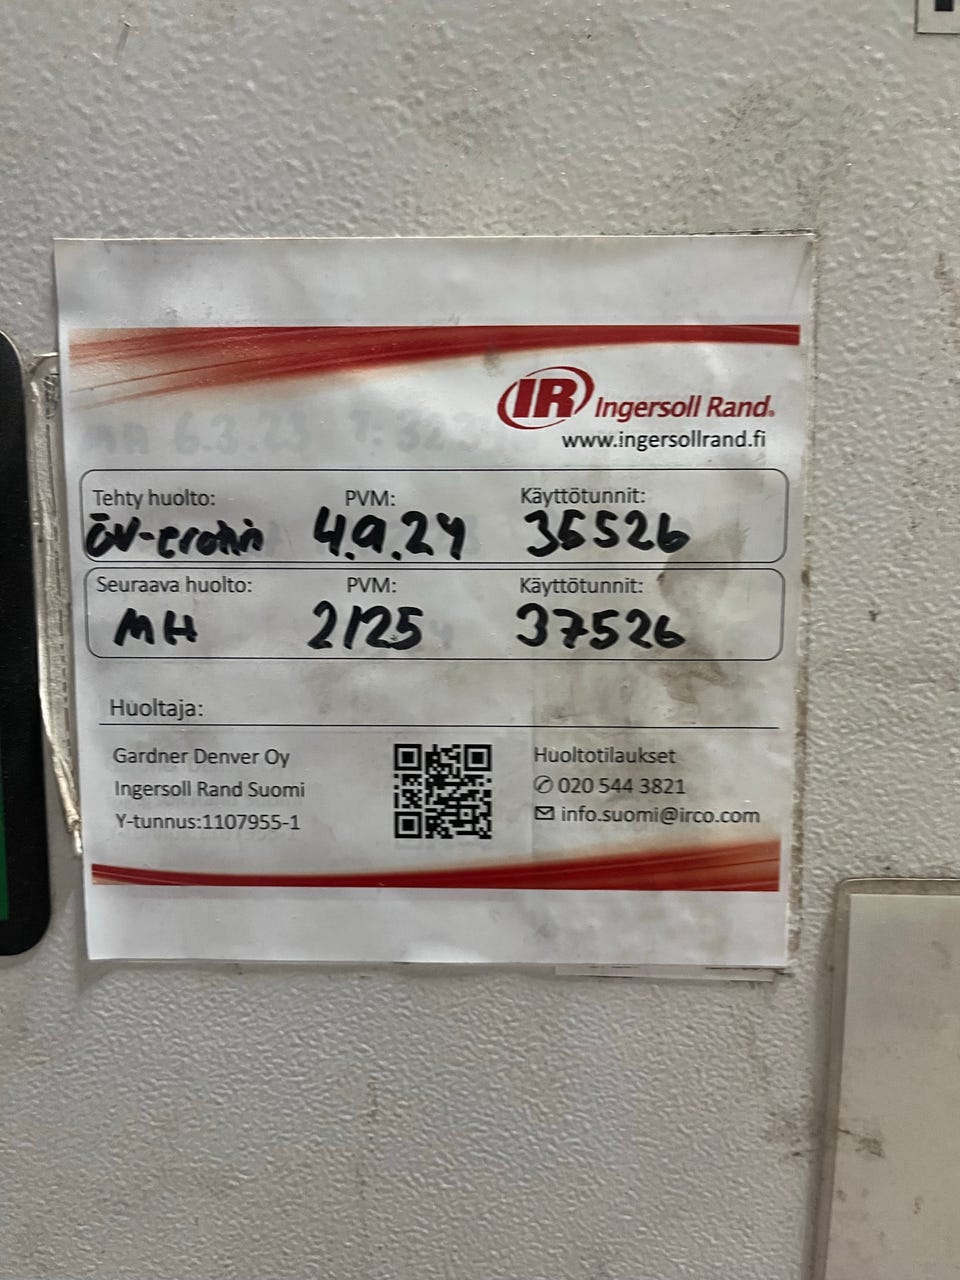 IR Ingersoll Rand®
www.ingersollrand.fi
Tehty huolto: PVM: Käyttötunnit:
ÖV-erotin 4.9.24 35526
Seuraava huolto: PVM: Käyttötunnit:
MH 2/25 37526
Huoltaja:
Gardner Denver Oy
Ingersoll Rand Suomi
Y-tunnus:1107955-1
Huoltotilaukset
020 544 3821
info.suomi@irco.com